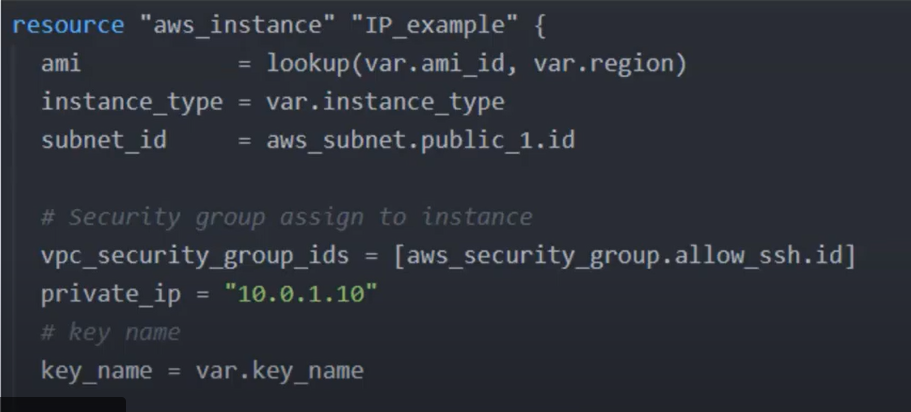 resource "aws_instance" "IP_example" {
  ami           = lookup(var.ami_id, var.region)
  instance_type = var.instance_type
  subnet_id     = aws_subnet.public_1.id

  # Security group assign to instance
  vpc_security_group_ids = [aws_security_group.allow_ssh.id]
  private_ip = "10.0.1.10"
  # key name
  key_name = var.key_name